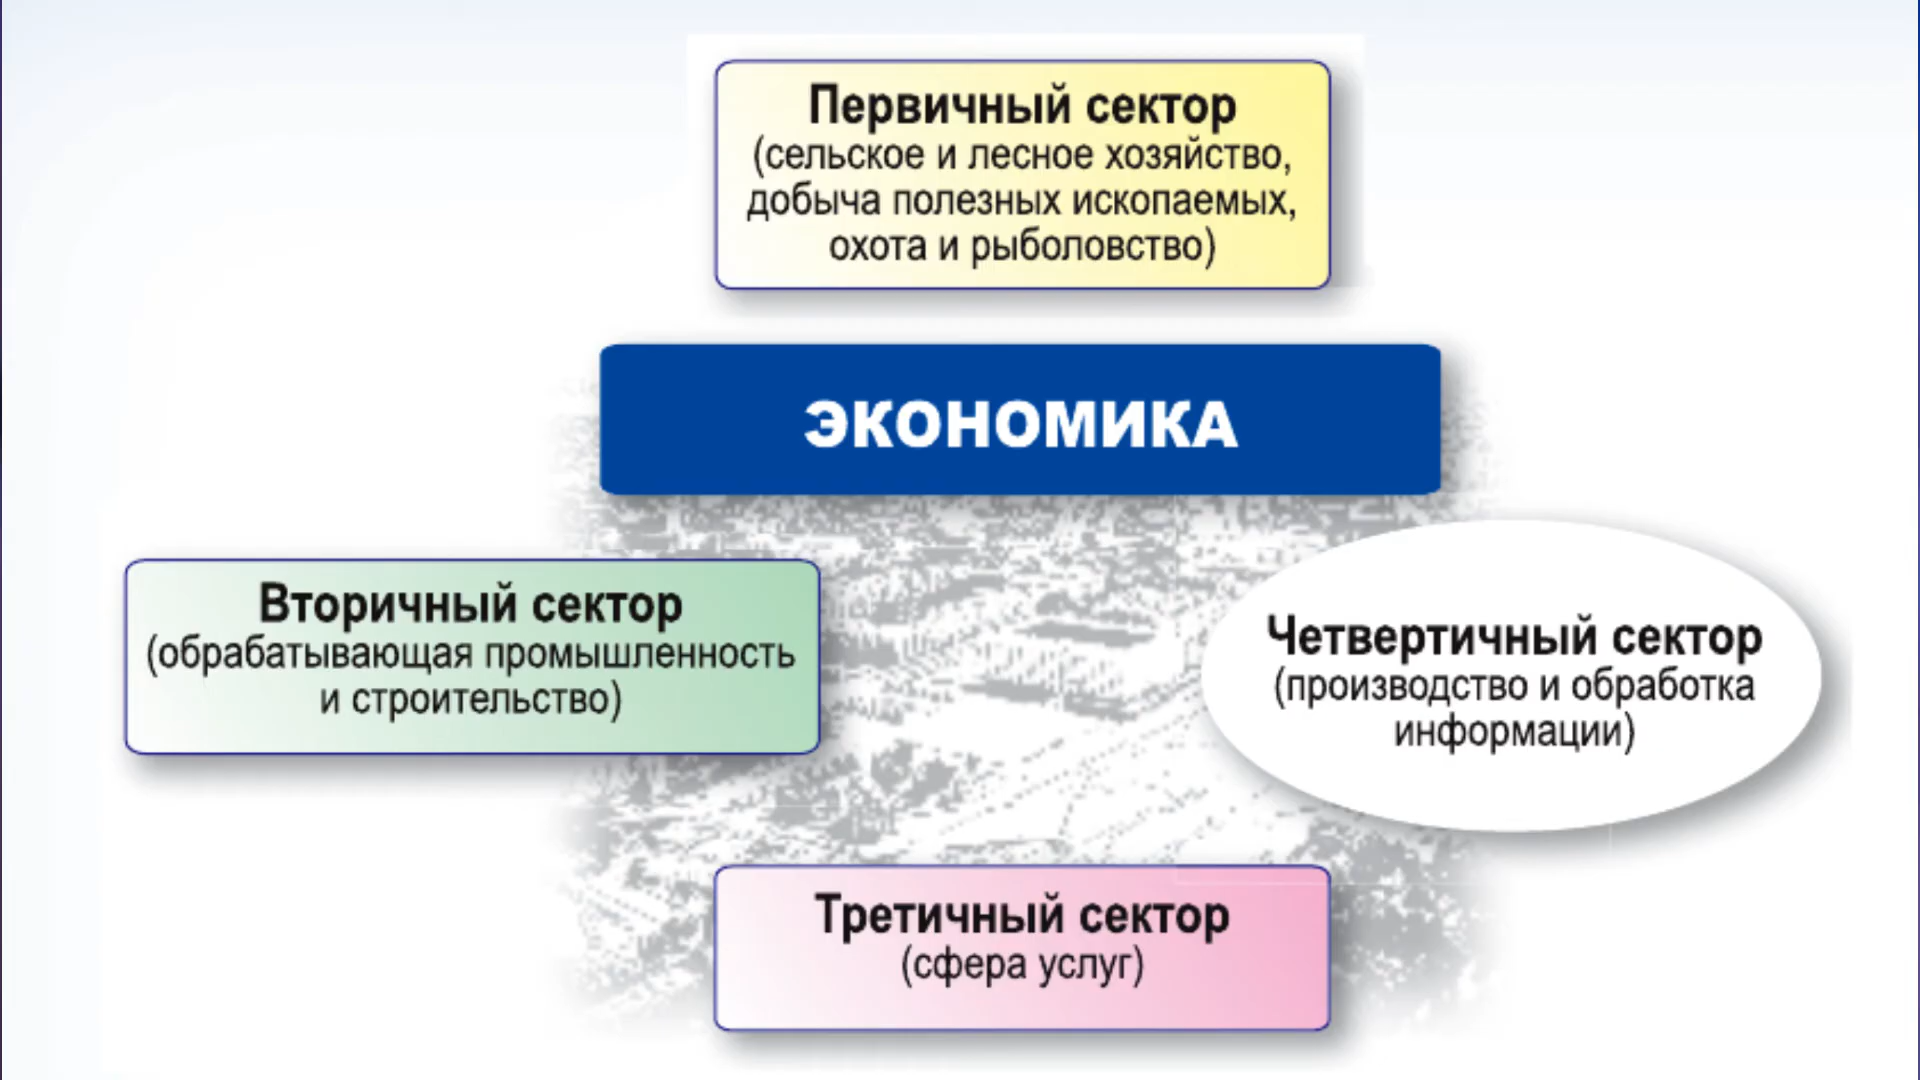 Первичный сектор
(сельское и лесное хозяйство,
добыча полезных ископаемых,
охота и рыболовство)
ЭКОНОМИКА
Вторичный сектор
(обрабатывающая промышленность
и строительство)
Четвертичный сектор
(производство и обработка
информации)
Третичный сектор
(сфера услуг)